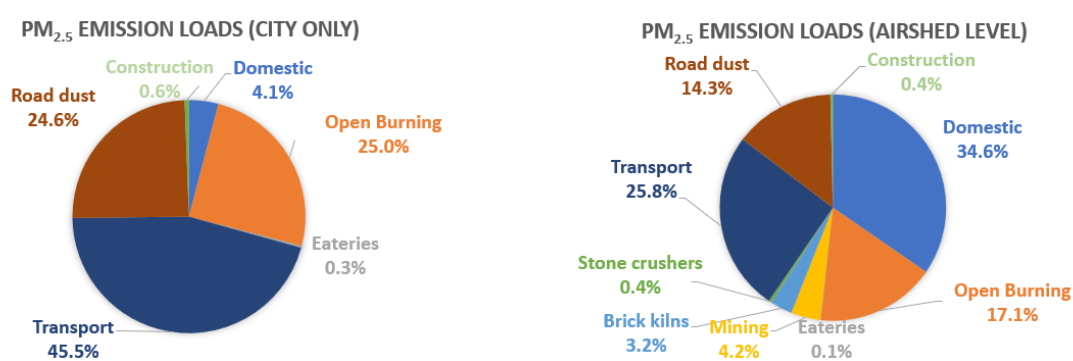 PM2.5 EMISSION LOADS (CITY ONLY)
Construction
0.6%
Domestic
4.1%
Road dust
24.6%
Open Burning
25.0%
Eateries
0.3%
Transport
45.5%
PM2.5 EMISSION LOADS (AIRSHED LEVEL)
Road dust
14.3%
Construction
0.4%
Domestic
34.6%
Transport
25.8%
Stone crushers
0.4%
Open Burning
17.1%
Brick kilns
3.2%
Mining
4.2%
Eateries
0.1%